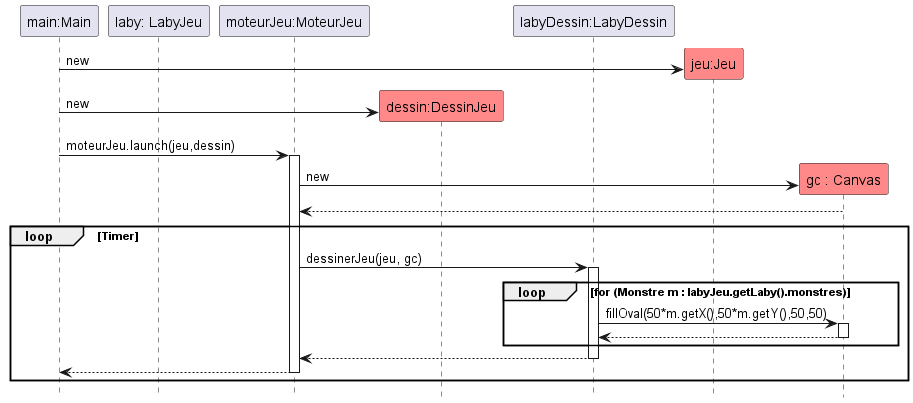 main:Main
laby: LabyJeu
moteurJeu:MoteurJeu
labyDessin:LabyDessin
new
jeu:Jeu
new
dessin:DessinJeu
moteurJeu.launch(jeu,dessin)
new
gc : Canvas
loop [Timer]
dessinerJeu(jeu, gc)
loop [for (Monstre m : labyJeu.getLaby().monstres)]
fillOval(50*m.getX(),50*m.getY(),50,50)